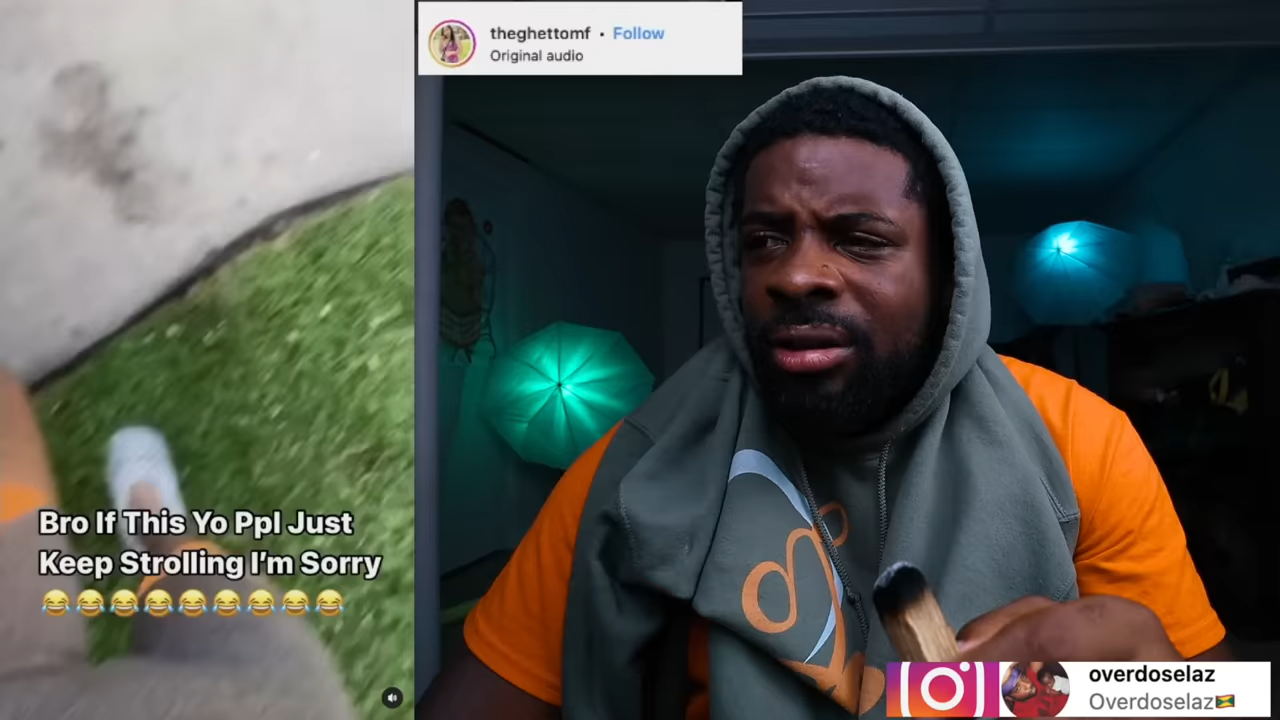 theghettomf • Follow
Original audio
Bro If This Yo Ppl Just
Keep Strolling I'm Sorry
😂😂😂😂😂😂😂😂😂
overdoselaz
Overdoselaz🇬🇩